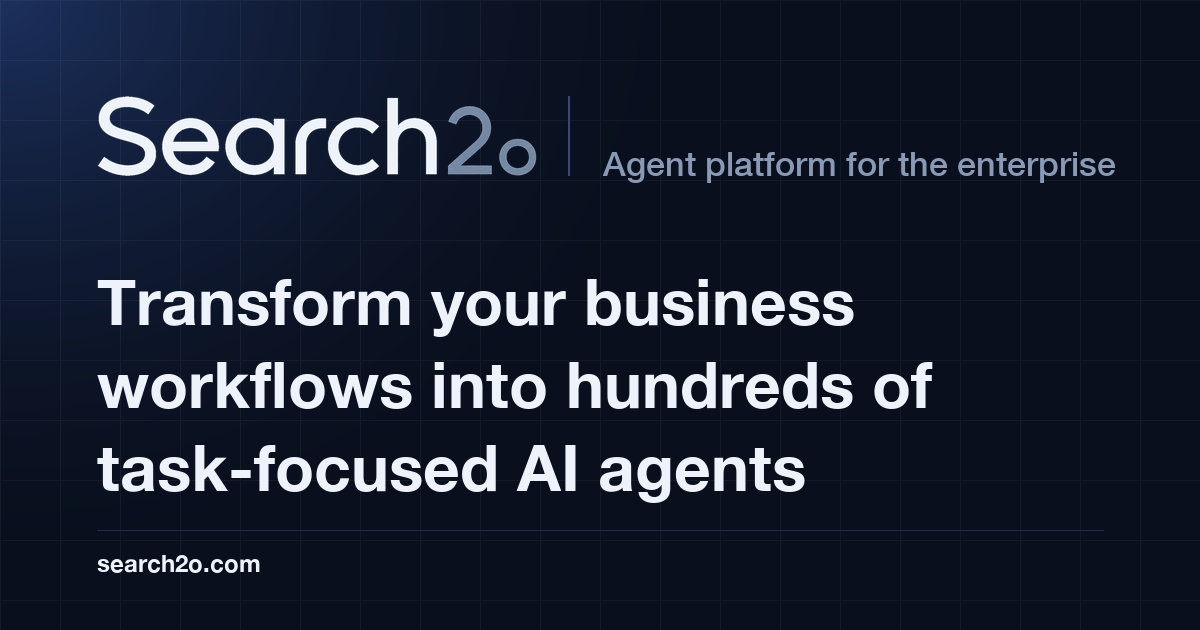 Search2o
Agent platform for the enterprise
Transform your business
workflows into hundreds of
task-focused AI agents
search2o.com